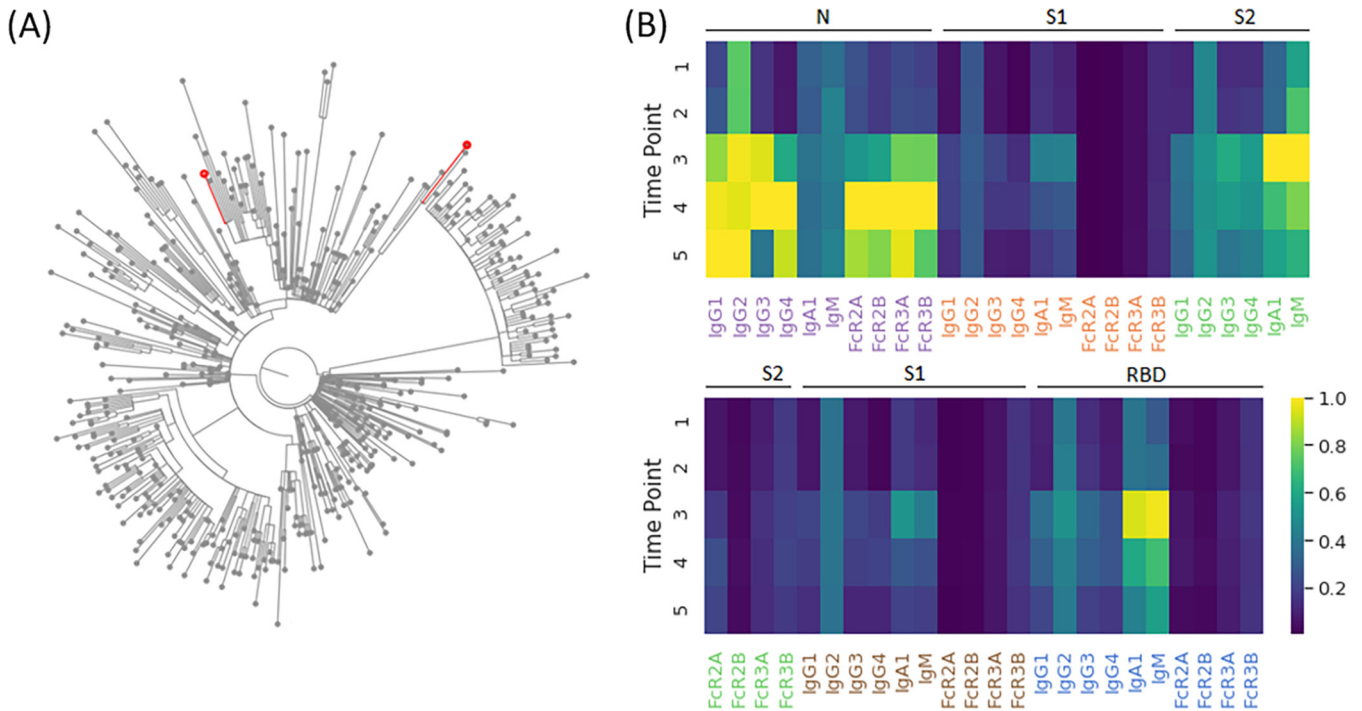 (A)
(B)
N S1 S2
Time Point
1
2
3
4
5
IgG1 IgG2 IgG3 IgG4 IgA1 IgM FcR2A FcR2B FcR3A FcR3B IgG1 IgG2 IgG3 IgG4 IgA1 IgM FcR2A FcR2B FcR3A FcR3B IgG1 IgG2 IgG3 IgG4 IgA1 IgM
S2 S1 RBD
Time Point
1
2
3
4
5
FcR2A FcR2B FcR3A FcR3B IgG1 IgG2 IgG3 IgG4 IgA1 IgM FcR2A FcR2B FcR3A FcR3B IgG1 IgG2 IgG3 IgG4 IgA1 IgM FcR2A FcR2B FcR3A FcR3B
1.0
0.8
0.6
0.4
0.2